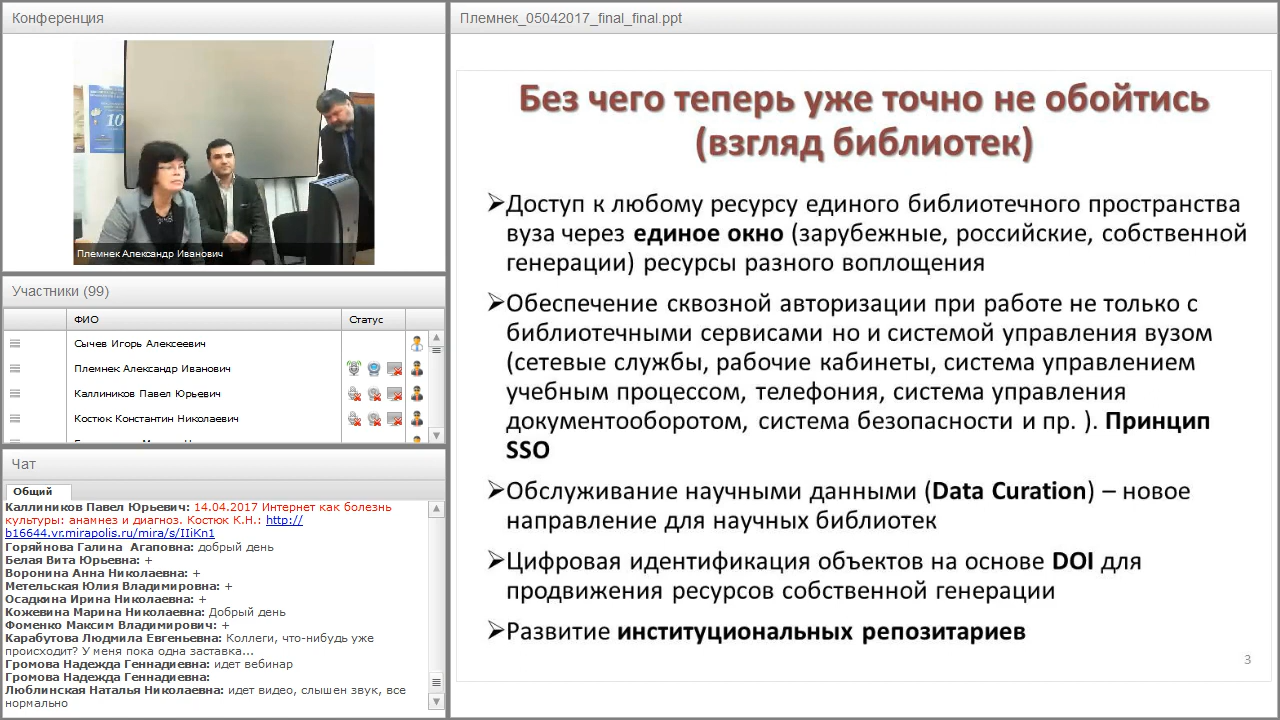 Конференция
10
Племнек Александр Иванович
Участники (99)
ФИО Статус
Сычев Игорь Алексеевич
Племнек Александр Иванович
Каллиников Павел Юрьевич
Костюк Константин Николаевич
Чат
Общий
Каллиников Павел Юрьевич: 14.04.2017 Интернет как болезнь
культуры: анамнез и диагноз. Костюк К.Н.: http://
b16644.vr.mirapolis.ru/mira/s/IIiKn1
Горяйнова Галина Агаповна: добрый день
Белая Вита Юрьевна: +
Воронина Анна Николаевна: +
Метельская Юлия Владимировна: +
Осадкина Ирина Николаевна: +
Кожевина Марина Николаевна: Добрый день
Фоменко Максим Владимирович: +
Карабутова Людмила Евгеньевна: Коллеги, что-нибудь уже
происходит? У меня пока одна заставка...
Громова Надежда Геннадиевна: идет вебинар
Громова Надежда Геннадиевна:
Люблинская Наталья Николаевна: идет видео, слышен звук, все
нормально
Племнек_05042017_final_final.ppt
Без чего теперь уже точно не обойтись
(взгляд библиотек)
Доступ к любому ресурсу единого библиотечного пространства
вуза через единое окно (зарубежные, российские, собственной
генерации) ресурсы разного воплощения
Обеспечение сквозной авторизации при работе не только с
библиотечными сервисами но и системой управления вузом
(сетевые службы, рабочие кабинеты, система управлением
учебным процессом, телефония, система управления
документооборотом, система безопасности и пр. ). Принцип
SSO
Обслуживание научными данными (Data Curation) – новое
направление для научных библиотек
Цифровая идентификация объектов на основе DOI для
продвижения ресурсов собственной генерации
Развитие институциональных репозитариев
3